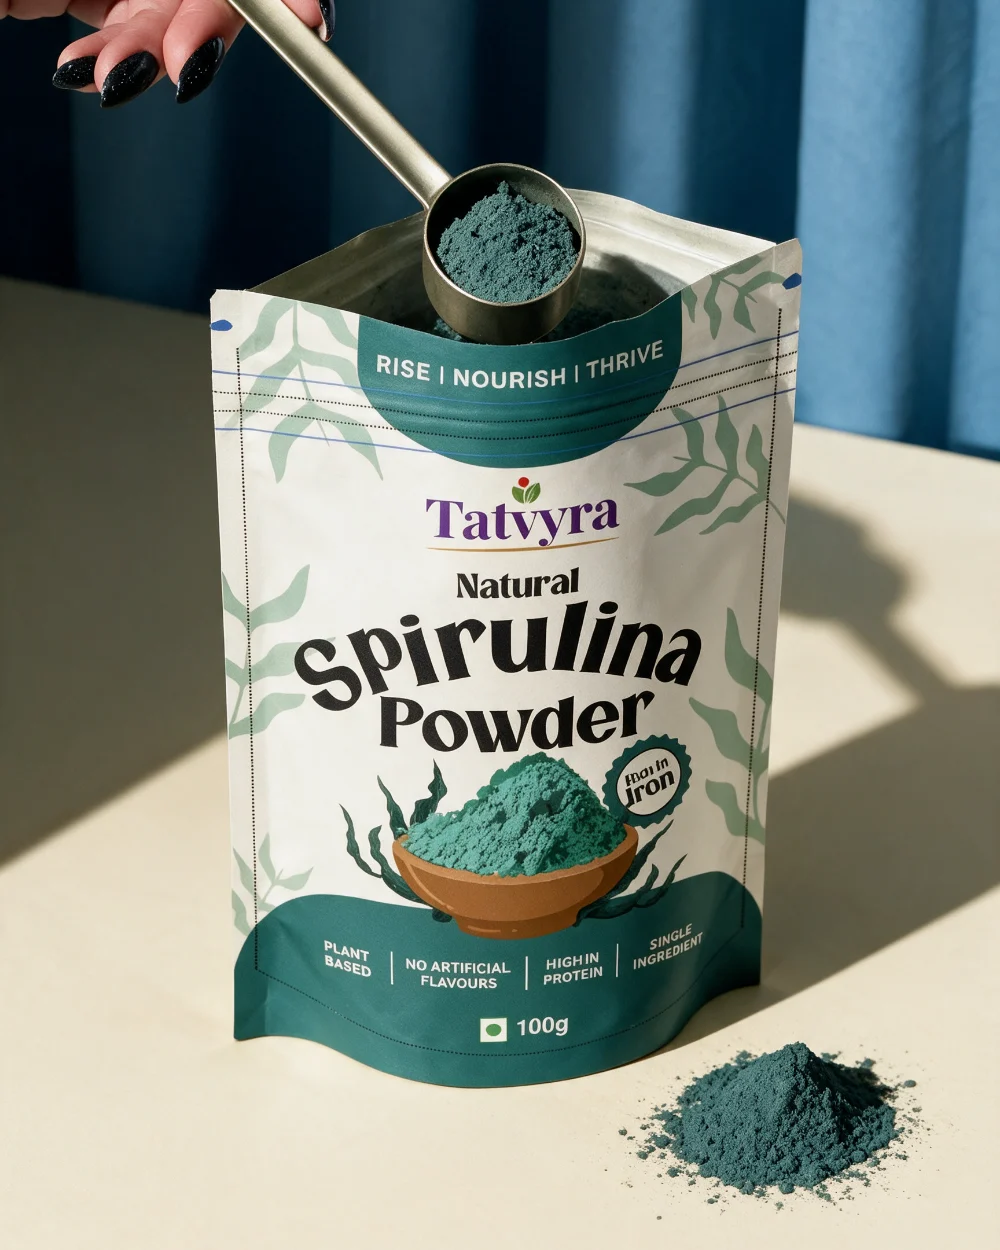 RISE | NOURISH | THRIVE
Tatvyra
Natural
Spirulina
Powder
in
Iron
PLANT
BASED
NO ARTIFICIAL
FLAVOURS
HIGH IN
PROTEIN
SINGLE
INGREDIENT
100g